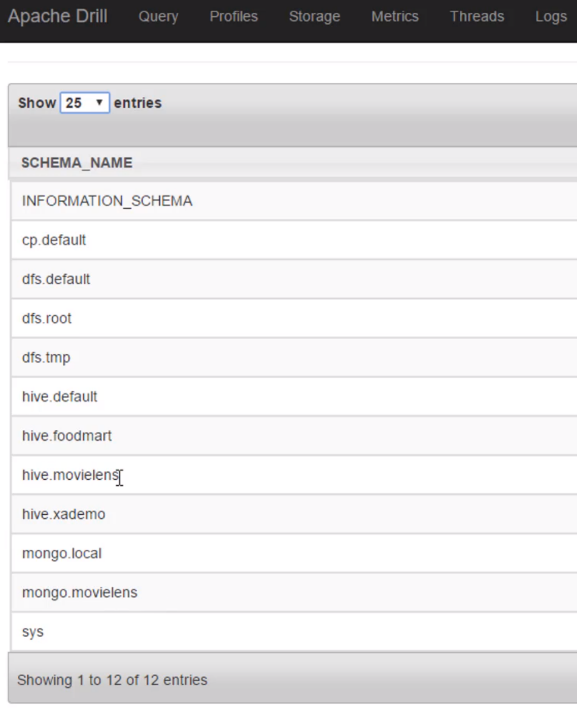 Apache Drill Query Profiles Storage Metrics Threads Logs
Show 25 entries
SCHEMA_NAME
INFORMATION_SCHEMA
cp.default
dfs.default
dfs.root
dfs.tmp
hive.default
hive.foodmart
hive.movielens
hive.xademo
mongo.local
mongo.movielens
sys
Showing 1 to 12 of 12 entries